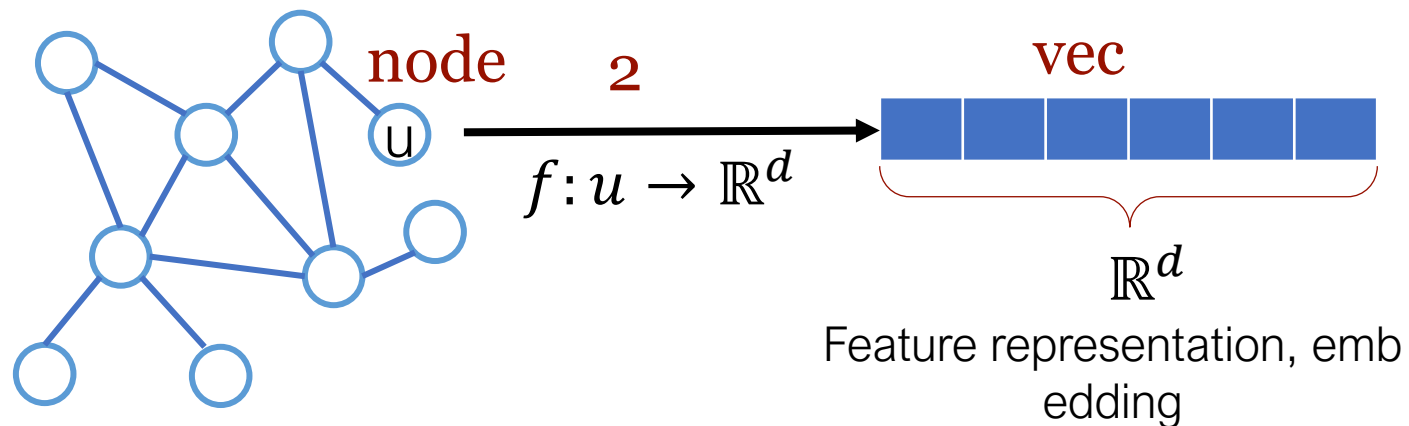 node 2 vec
u
f: u → ℝ^d
ℝ^d
Feature representation, emb
edding